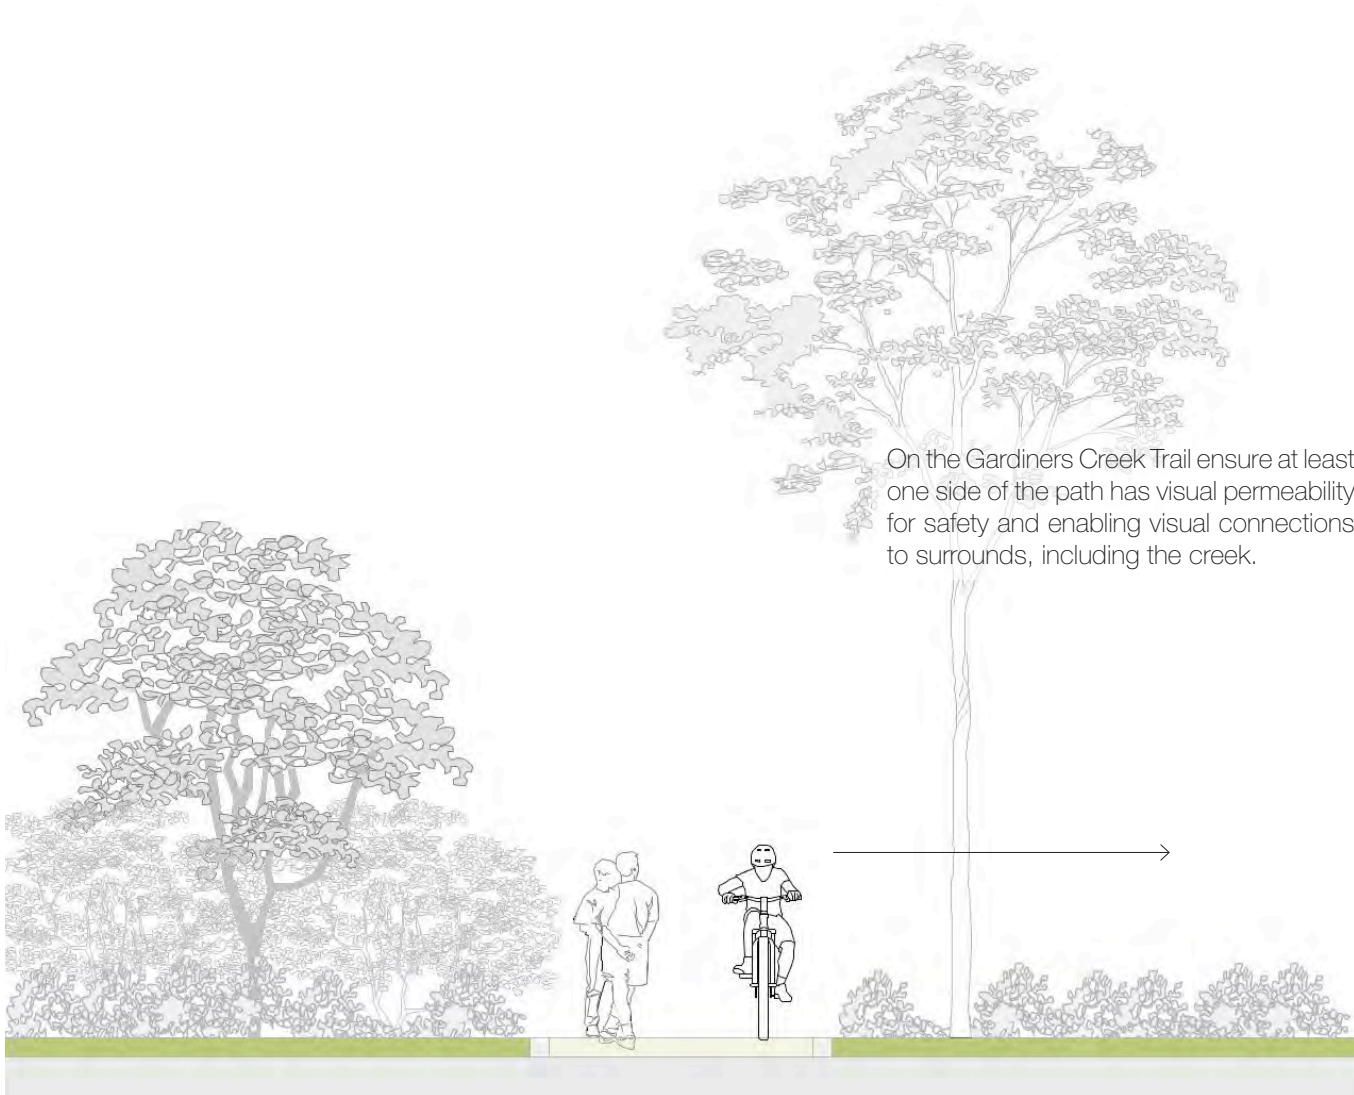 On the Gardiners Creek Trail ensure at least
one side of the path has visual permeability
for safety and enabling visual connections
to surrounds, including the creek.